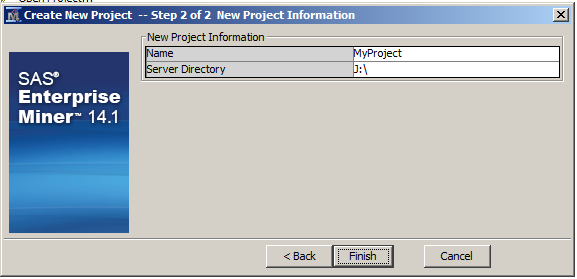 Create New Project -- Step 2 of 2 New Project Information
New Project Information
Name MyProject
Server Directory J:\
SAS®
Enterprise
Miner™ 14.1
< Back Finish Cancel